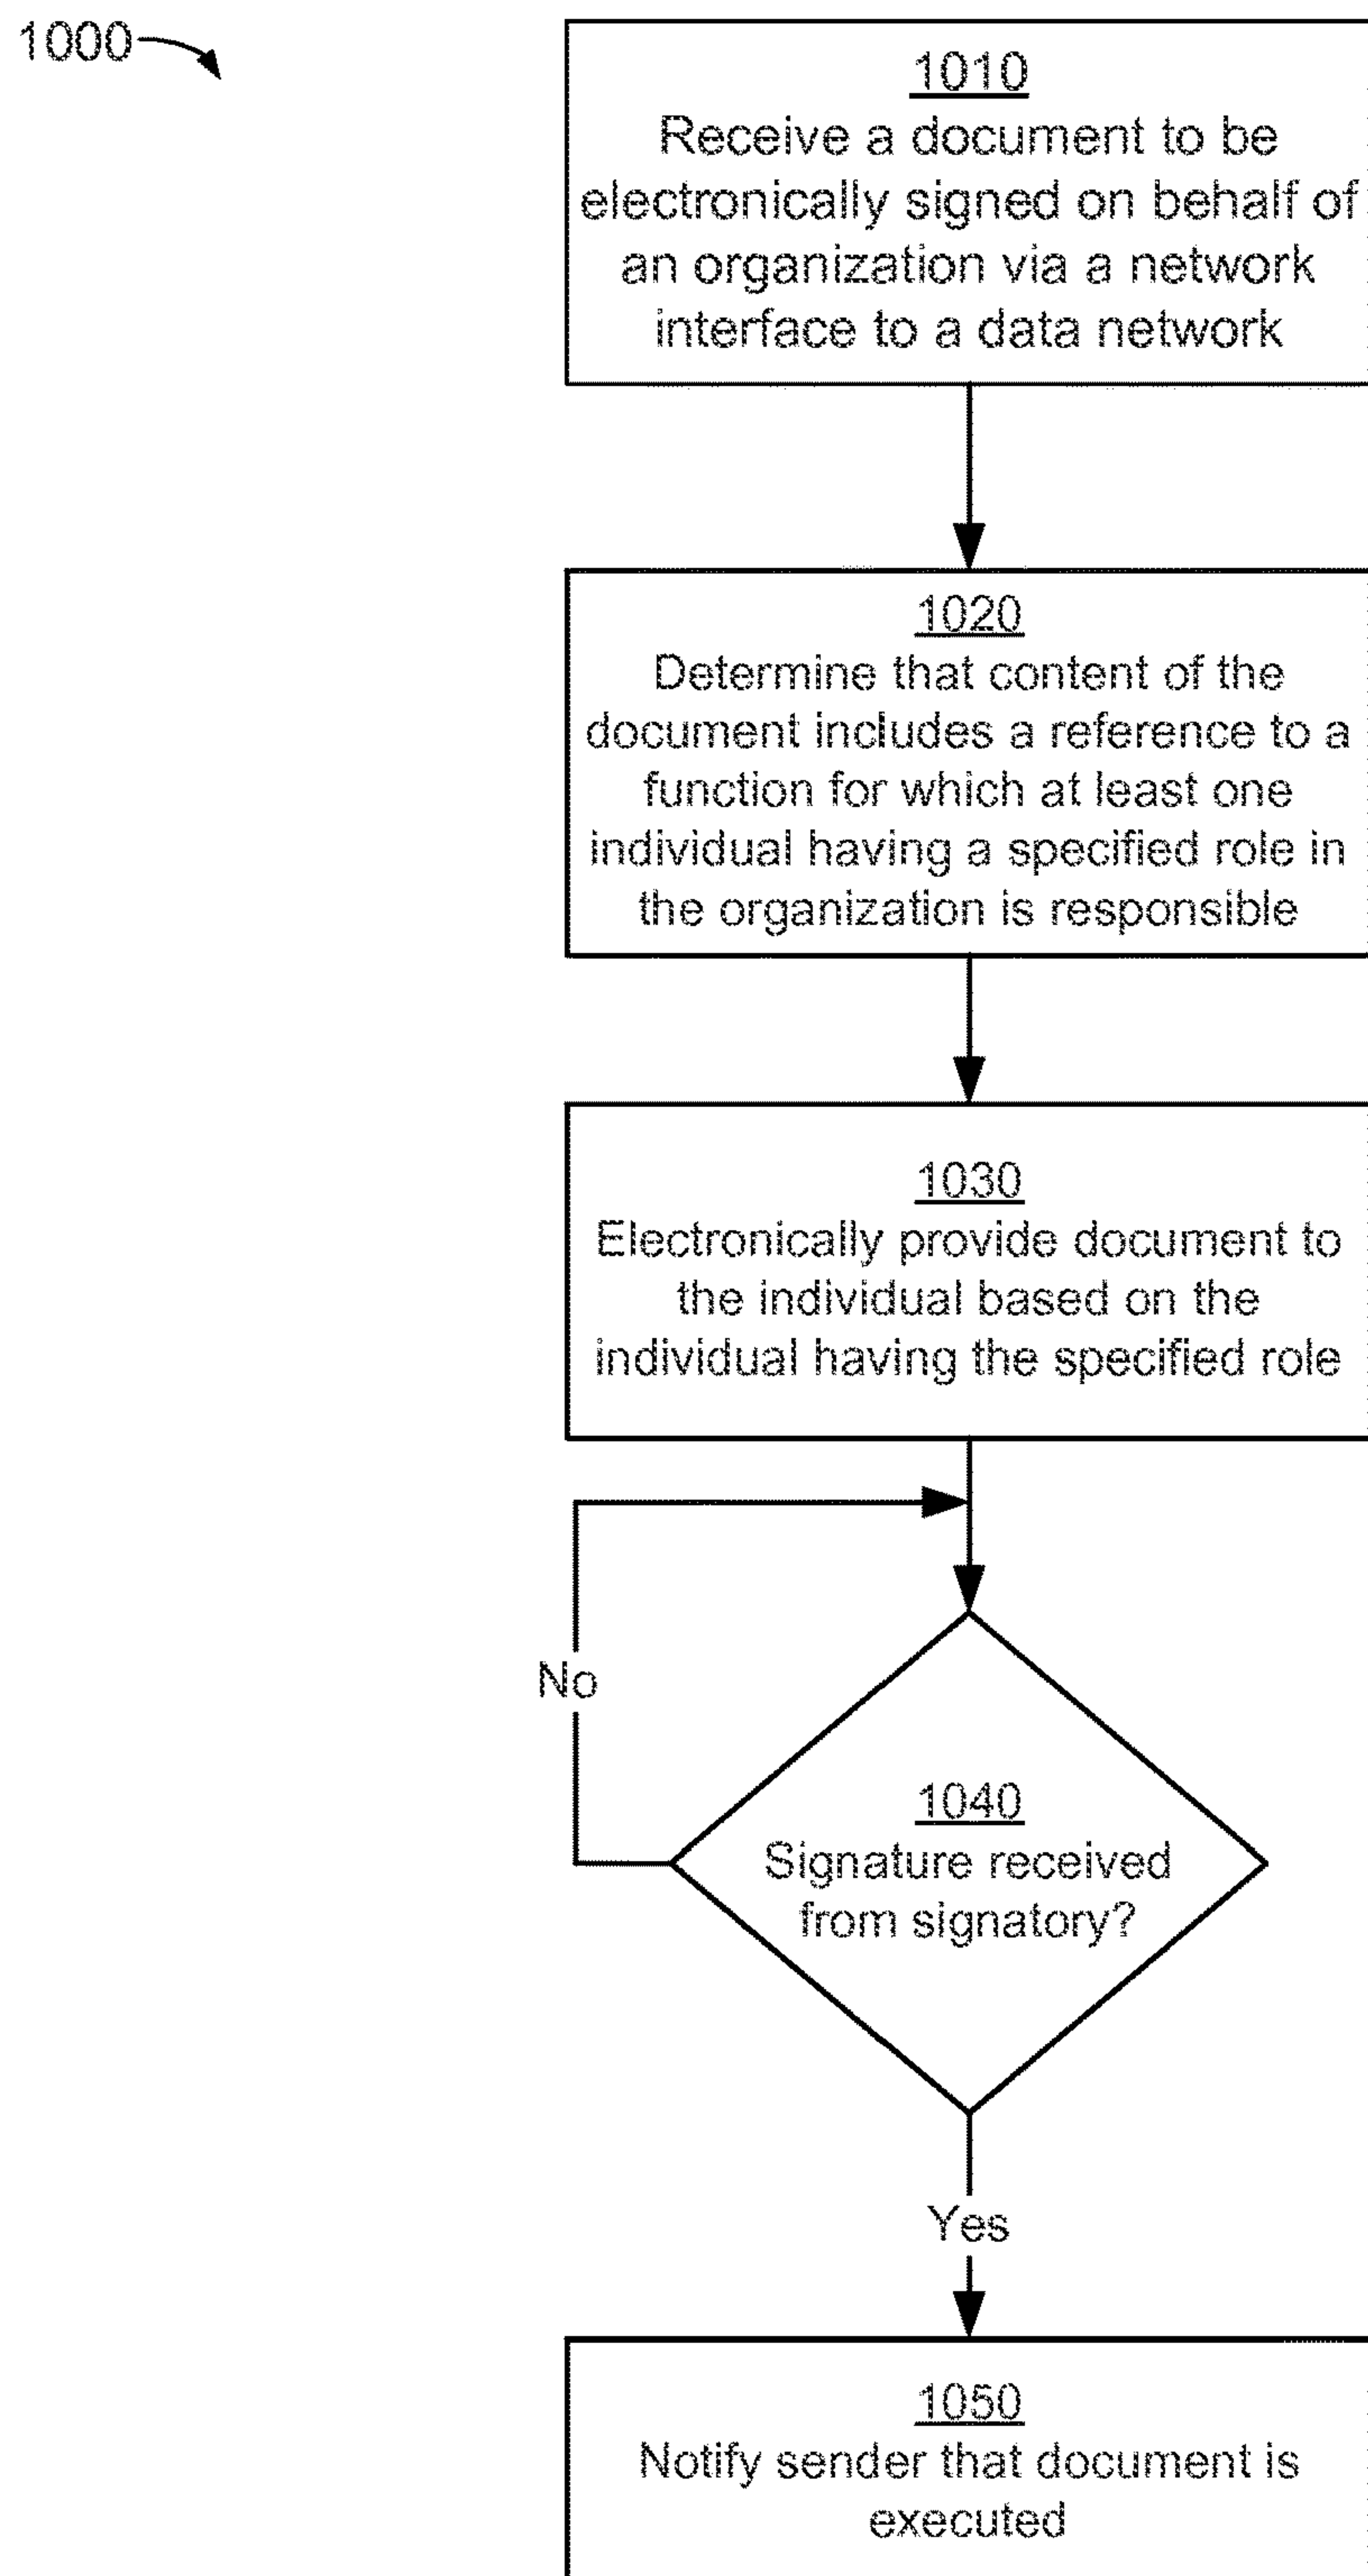 1000
1010
Receive a document to be
electronically signed on behalf of
an organization via a network
interface to a data network
1020
Determine that content of the
document includes a reference to a
function for which at least one
individual having a specified role in
the organization is responsible
1030
Electronically provide document to
the individual based on the
individual having the specified role
No
1040
Signature received
from signatory?
Yes
1050
Notify sender that document is
executed